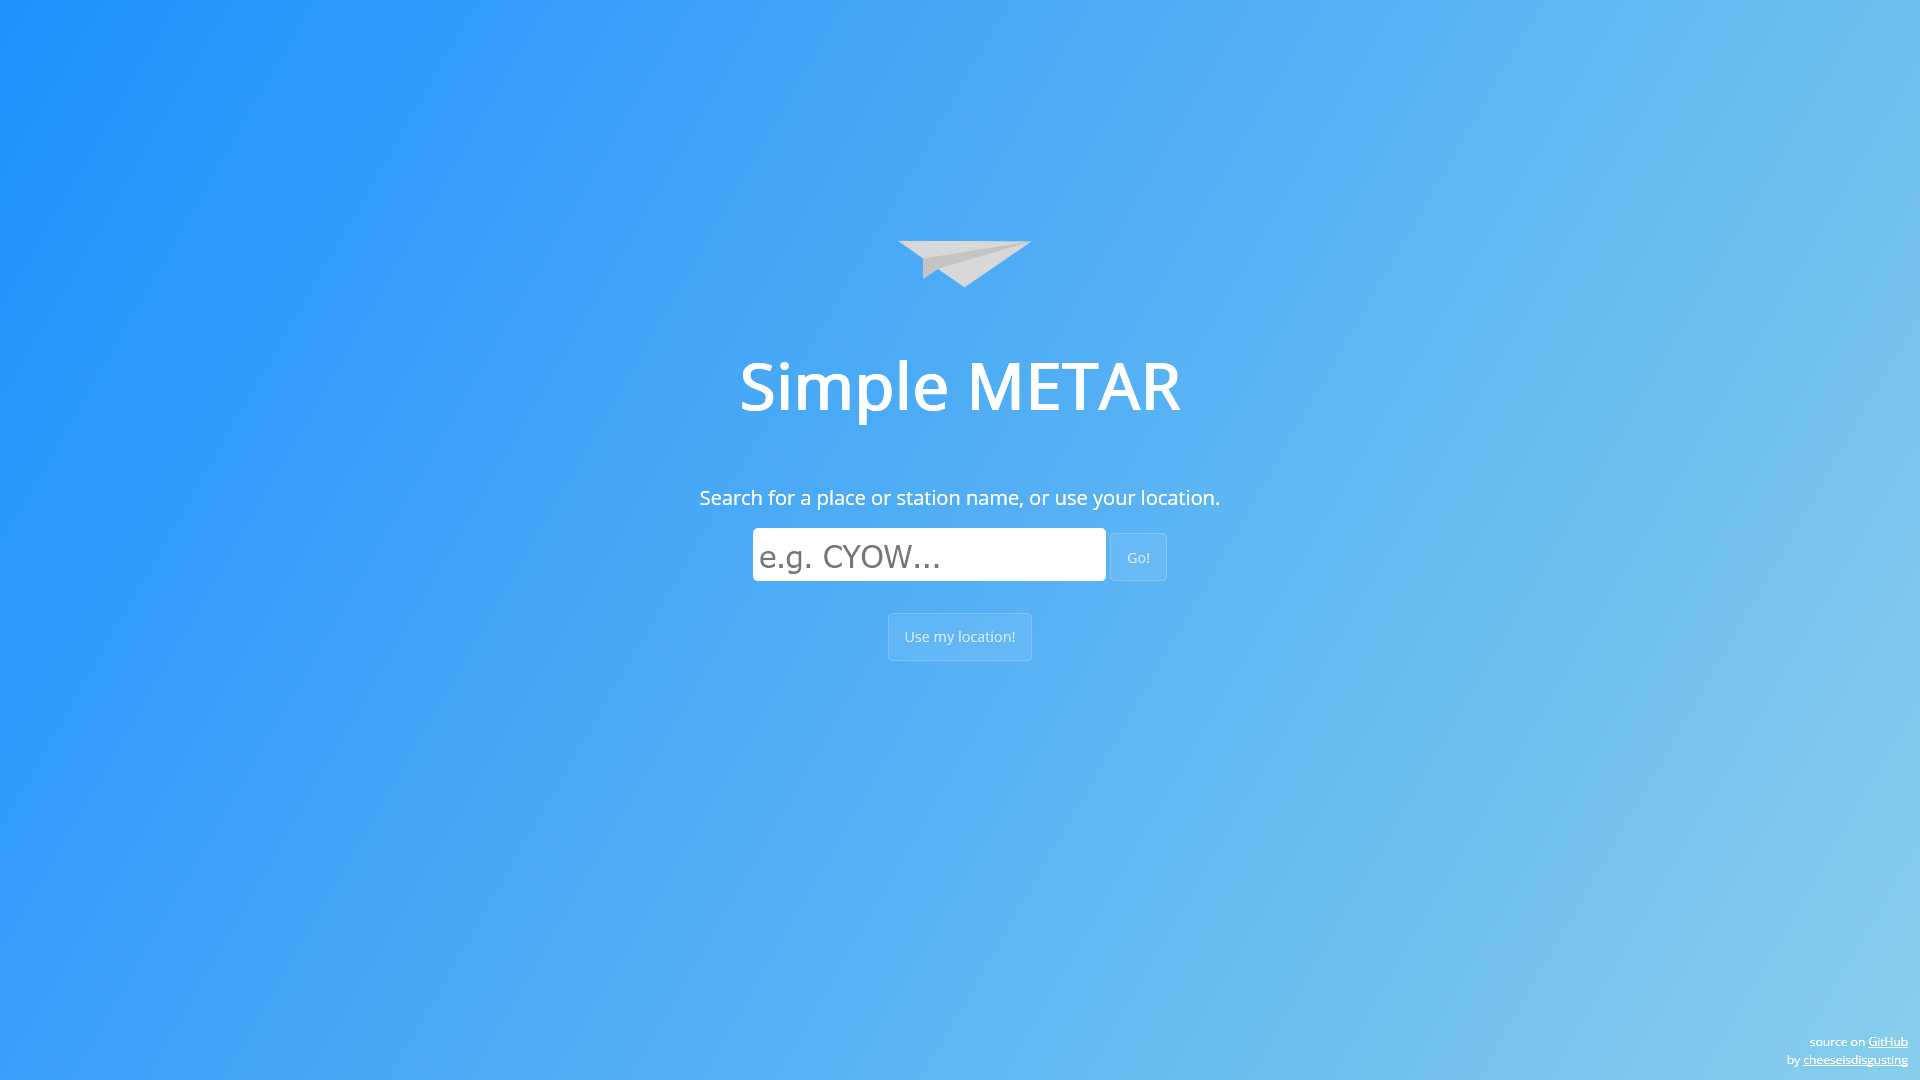 Simple METAR
Search for a place or station name, or use your location.
e.g. CYOW...
Go!
Use my location!
source on GitHub
by cheeseisdisgusting